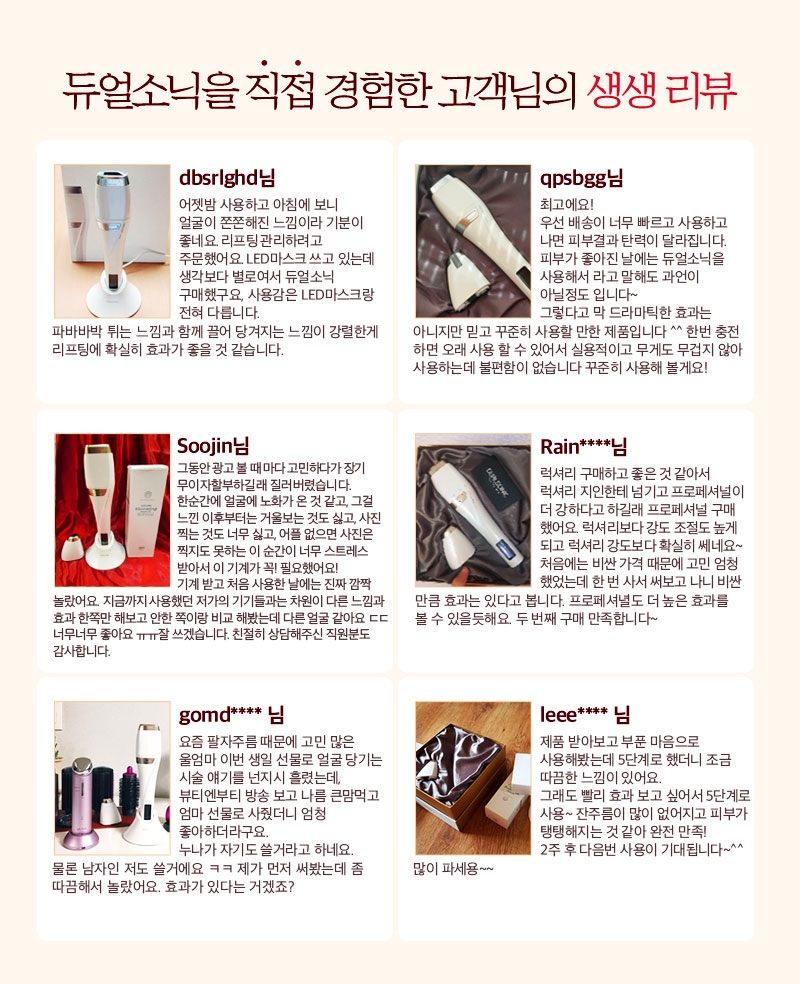 듀얼소닉을 직접 경험한 고객님의 생생 리뷰
dbsrlghd님
어젯밤 사용하고 아침에 보니
얼굴이 쫀쫀해진 느낌이라 기분이
좋네요. 리프팅관리하려고
주문했어요. LED마스크 쓰고 있는데
생각보다 별로여서 듀얼소닉
구매했구요, 사용감은 LED마스크랑
전혀 다릅니다.
파바바박 튀는 느낌과 함께 끌어 당겨지는 느낌이 강렬한게
리프팅에 확실히 효과가 좋을 것 같습니다.
qpsbgg님
최고에요!
우선 배송이 너무 빠르고 사용하고
나면 피부결과 탄력이 달라집니다.
피부가 좋아진 날에는 듀얼소닉을
사용해서 라고 말해도 과언이
아닐정도 입니다~
그렇다고 막 드라마틱한 효과는
아니지만 믿고 꾸준히 사용할 만한 제품입니다 ^^ 한번 충전
하면 오래 사용 할 수 있어서 실용적이고 무게도 무겁지 않아
사용하는데 불편함이 없습니다 꾸준히 사용해 볼게요!
Soojin님
그동안 광고 볼 때 마다 고민하다가 장기
무이자할부하길래 질러버렸습니다.
한순간에 얼굴에 노화가 온 것 같고, 그걸
느낀 이후부터는 거울보는 것도 싫고, 사진
찍는 것도 너무 싫고, 어플 없으면 사진은
찍지도 못하는 이 순간이 너무 스트레스
받아서 이 기계가 꼭! 필요했어요!
기계 받고 처음 사용한 날에는 진짜 깜짝
놀랐어요. 지금까지 사용했던 저가의 기기들과는 차원이 다른 느낌과
효과 한쪽만 해보고 안한 쪽이랑 비교 해봤는데 다른 얼굴 같아요 ㄷㄷ
너무너무 좋아요 ㅠㅠ잘 쓰겠습니다. 친절히 상담해주신 직원분도
감사합니다.
Rain****님
럭셔리 구매하고 좋은 것 같아서
럭셔리 지인한테 넘기고 프로페셔널이
더 강하다고 하길래 프로페셔널 구매
했어요. 럭셔리보다 강도 조절도 높게
되고 럭셔리 강도보다 확실히 쎄네요~
처음에는 비싼 가격 때문에 고민 엄청
했었는데 한 번 사서 써보고 나니 비싼
만큼 효과는 있다고 봅니다. 프로페셔널도 더 높은 효과를
볼 수 있을듯해요. 두 번째 구매 만족합니다~
DUALSONIC
gomd**** 님
요즘 팔자주름 때문에 고민 많은
울엄마 이번 생일 선물로 얼굴 당기는
시술 얘기를 넌지시 흘렸는데,
뷰티엔부티 방송 보고 나름 큰맘먹고
엄마 선물로 사줬더니 엄청
좋아하더라구요.
누나가 자기도 쓸거라고 하네요.
물론 남자인 저도 쓸거에요 ㅋㅋ 제가 먼저 써봤는데 좀
따끔해서 놀랐어요. 효과가 있다는 거겠죠?
leee**** 님
제품 받아보고 부푼 마음으로
사용해봤는데 5단계로 했더니 조금
따끔한 느낌이 있어요.
그래도 빨리 효과 보고 싶어서 5단계로
사용~ 잔주름이 많이 없어지고 피부가
탱탱해지는 것 같아 완전 만족!
2주 후 다음번 사용이 기대됩니다~^^
많이 파세용~~